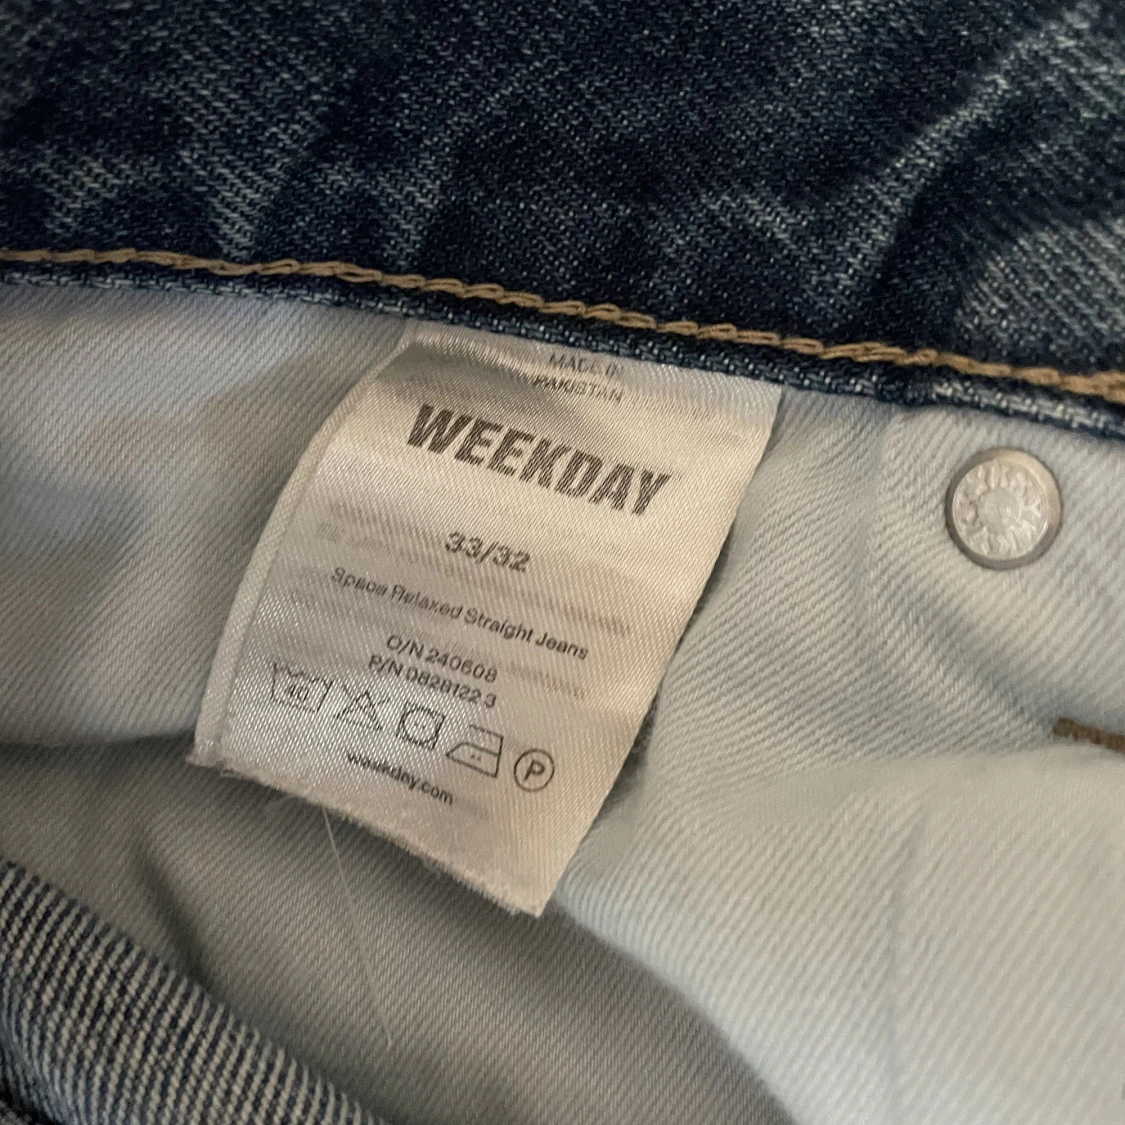 MADE IN
PAKISTAN
WEEKDAY
33/32
Space Relaxed Straight Jeans
O/N 240608
P/N 0828122 3
40
P
weekday.com